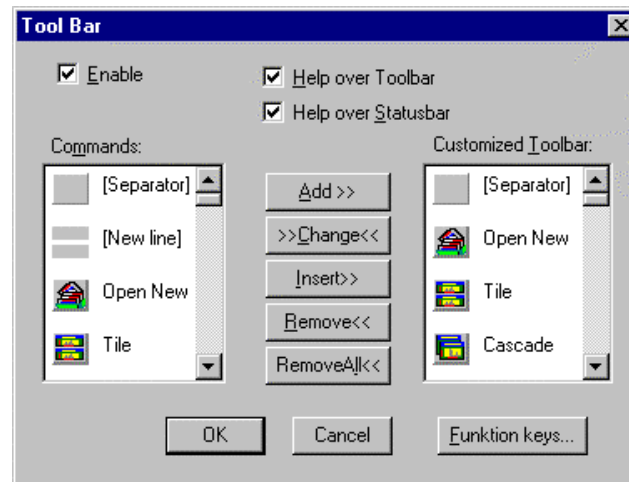 Tool Bar
Enable
Help over Toolbar
Help over Statusbar
Commands:
[Separator]
[New line]
Open New
Tile
Add >>
>>Change<<
Insert>>
Remove<<
RemoveAll<<
Customized Toolbar:
[Separator]
Open New
Tile
Cascade
OK
Cancel
Funktion keys...